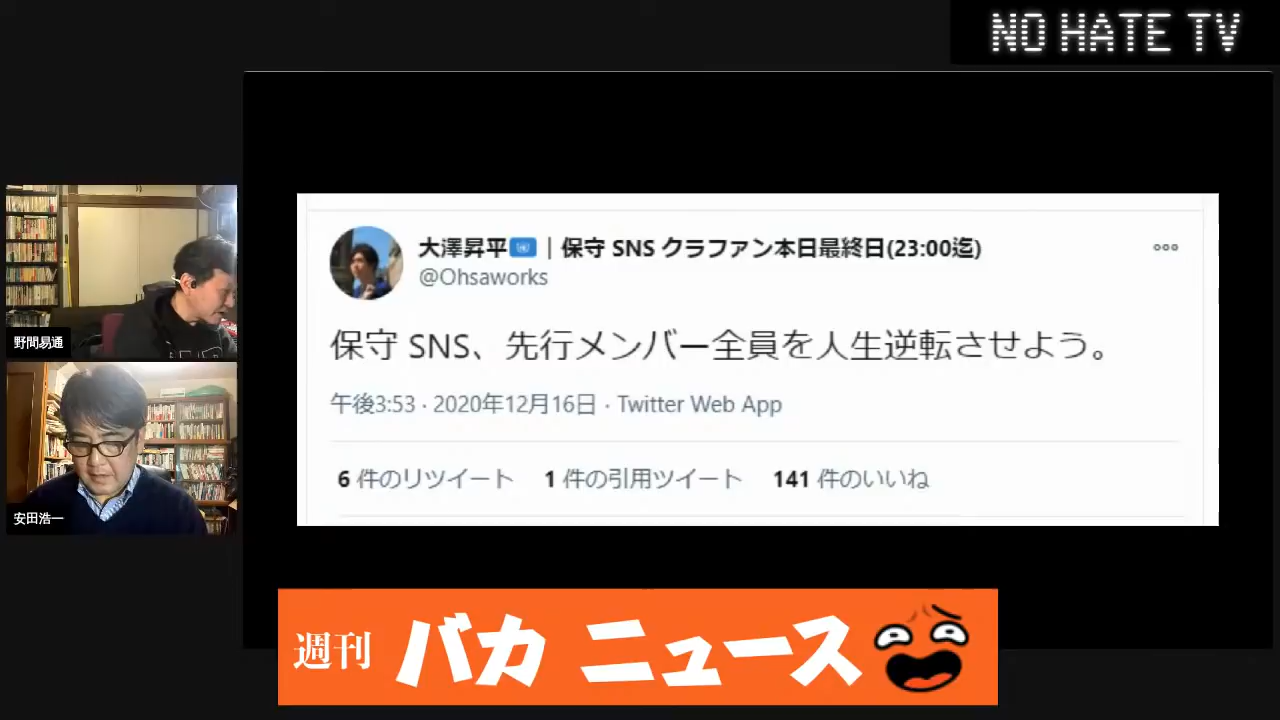 NO HATE TV
大澤昇平🇺🇳｜保守 SNS クラファン本日最終日(23:00迄)
@Ohsaworks
保守 SNS、先行メンバー全員を人生逆転させよう。
午後3:53 · 2020年12月16日 · Twitter Web App
6 件のリツイート 1 件の引用ツイート 141 件のいいね
野間易通
安田浩一
週刊 バカ ニュース